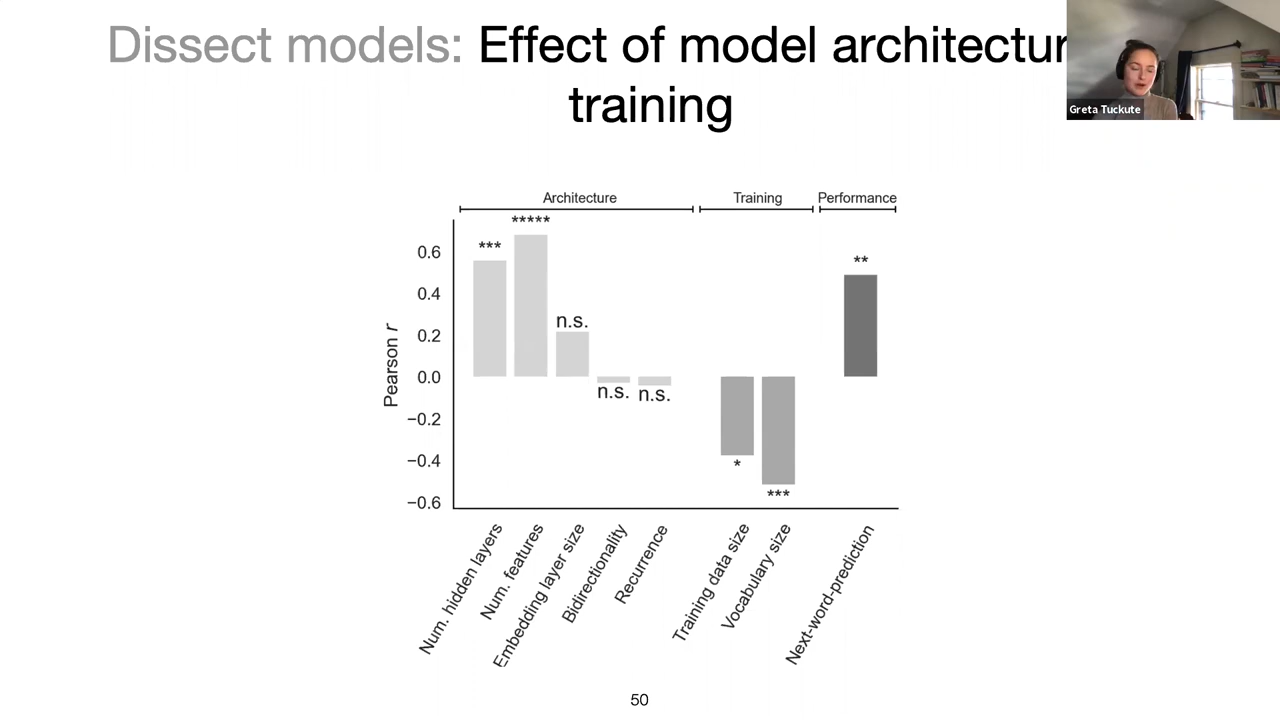 Dissect models: Effect of model architectur
training
Greta Tuckute
Architecture
Training
Performance
***
*****
n.s.
n.s.
n.s.
*
***
**
Pearson r
0.6
0.4
0.2
0.0
−0.2
−0.4
−0.6
Num. hidden layers
Num. features
Embedding layer size
Bidirectionality
Recurrence
Training data size
Vocabulary size
Next-word-prediction
50